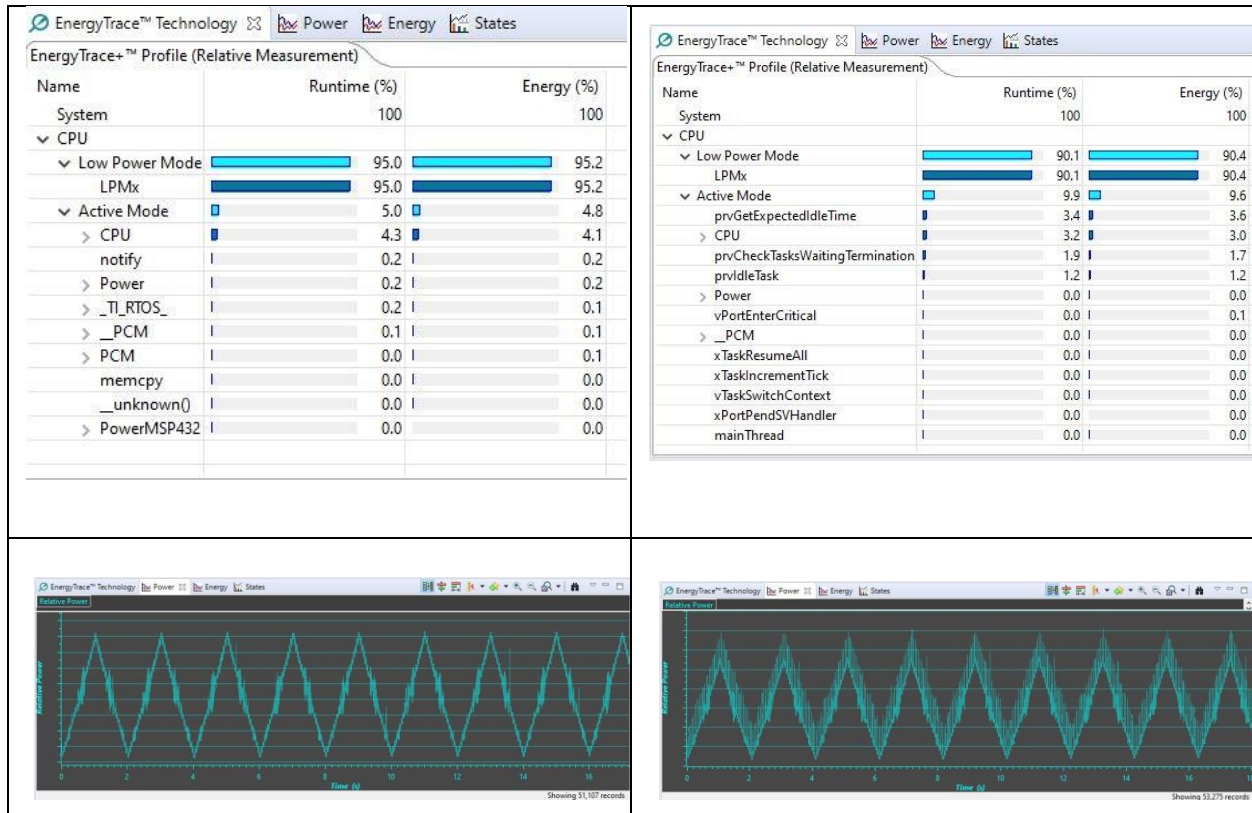 EnergyTrace™ Technology Power Energy States
EnergyTrace+™ Profile (Relative Measurement)
Name Runtime (%) Energy (%)
System 100 100
CPU
Low Power Mode 95.0 95.2
LPMx 95.0 95.2
Active Mode 5.0 4.8
CPU 4.3 4.1
notify 0.2 0.2
Power 0.2 0.2
_TI_RTOS_ 0.2 0.1
__PCM 0.1 0.1
PCM 0.0 0.1
memcpy 0.0 0.0
__unknown() 0.0 0.0
PowerMSP432 0.0 0.0
EnergyTrace™ Technology Power Energy States
EnergyTrace+™ Profile (Relative Measurement)
Name Runtime (%) Energy (%)
System 100 100
CPU
Low Power Mode 90.1 90.4
LPMx 90.1 90.4
Active Mode 9.9 9.6
prvGetExpectedIdleTime 3.4 3.6
CPU 3.2 3.0
prvCheckTasksWaitingTermination 1.9 1.7
prvIdleTask 1.2 1.2
Power 0.0 0.0
vPortEnterCritical 0.0 0.1
__PCM 0.0 0.0
xTaskResumeAll 0.0 0.0
xTaskIncrementTick 0.0 0.0
vTaskSwitchContext 0.0 0.0
xPortPendSVHandler 0.0 0.0
mainThread 0.0 0.0
EnergyTrace™ Technology Power Energy States
Relative Power
Relative Power
0 2 4 6 8 10 12 14 16
Time (s)
Showing 51,107 records
EnergyTrace™ Technology Power Energy States
Relative Power
Relative Power
0 2 4 6 8 10 12 14 16
Time (s)
Showing 53,275 records